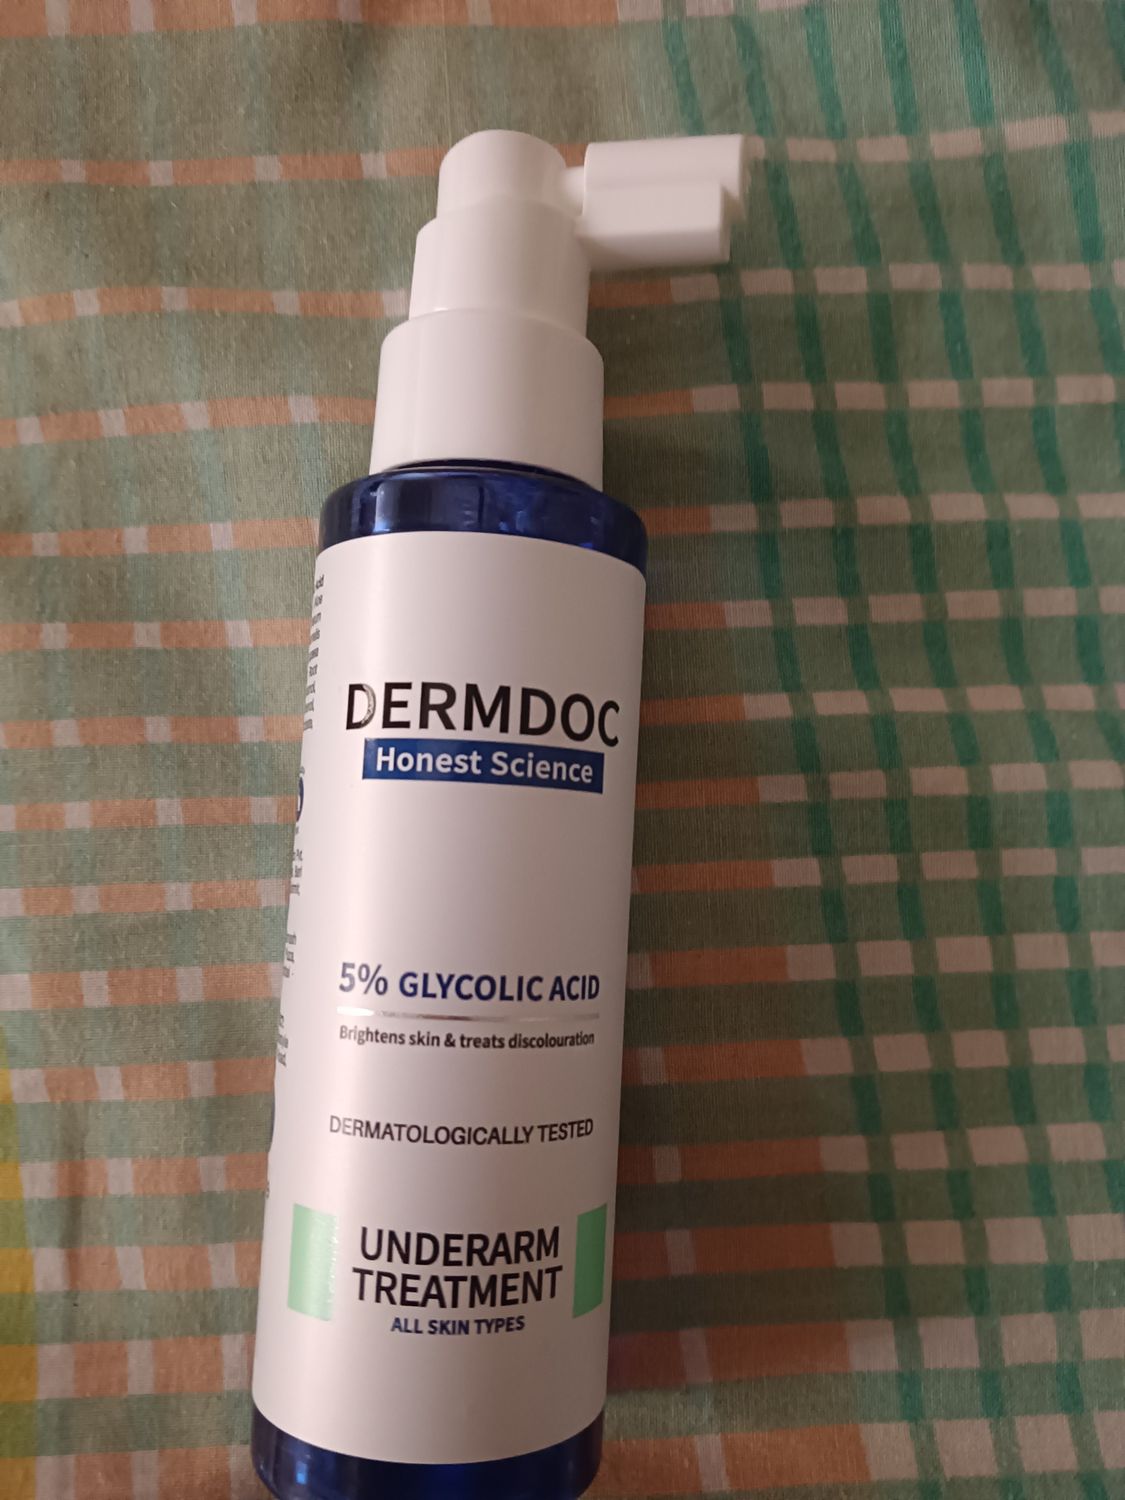 DERMDOC
Honest Science
5% GLYCOLIC ACID
Brightens skin & treats discolouration
DERMATOLOGICALLY TESTED
UNDERARM
TREATMENT
ALL SKIN TYPES